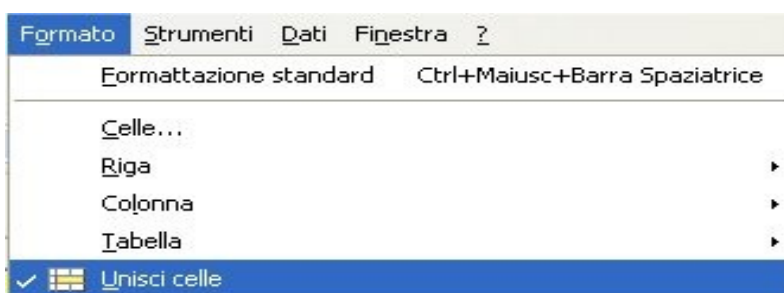 Formato Strumenti Dati Finestra ?
Formattazione standard Ctrl+Maiusc+Barra Spaziatrice
Celle...
Riga
Colonna
Tabella
Unisci celle